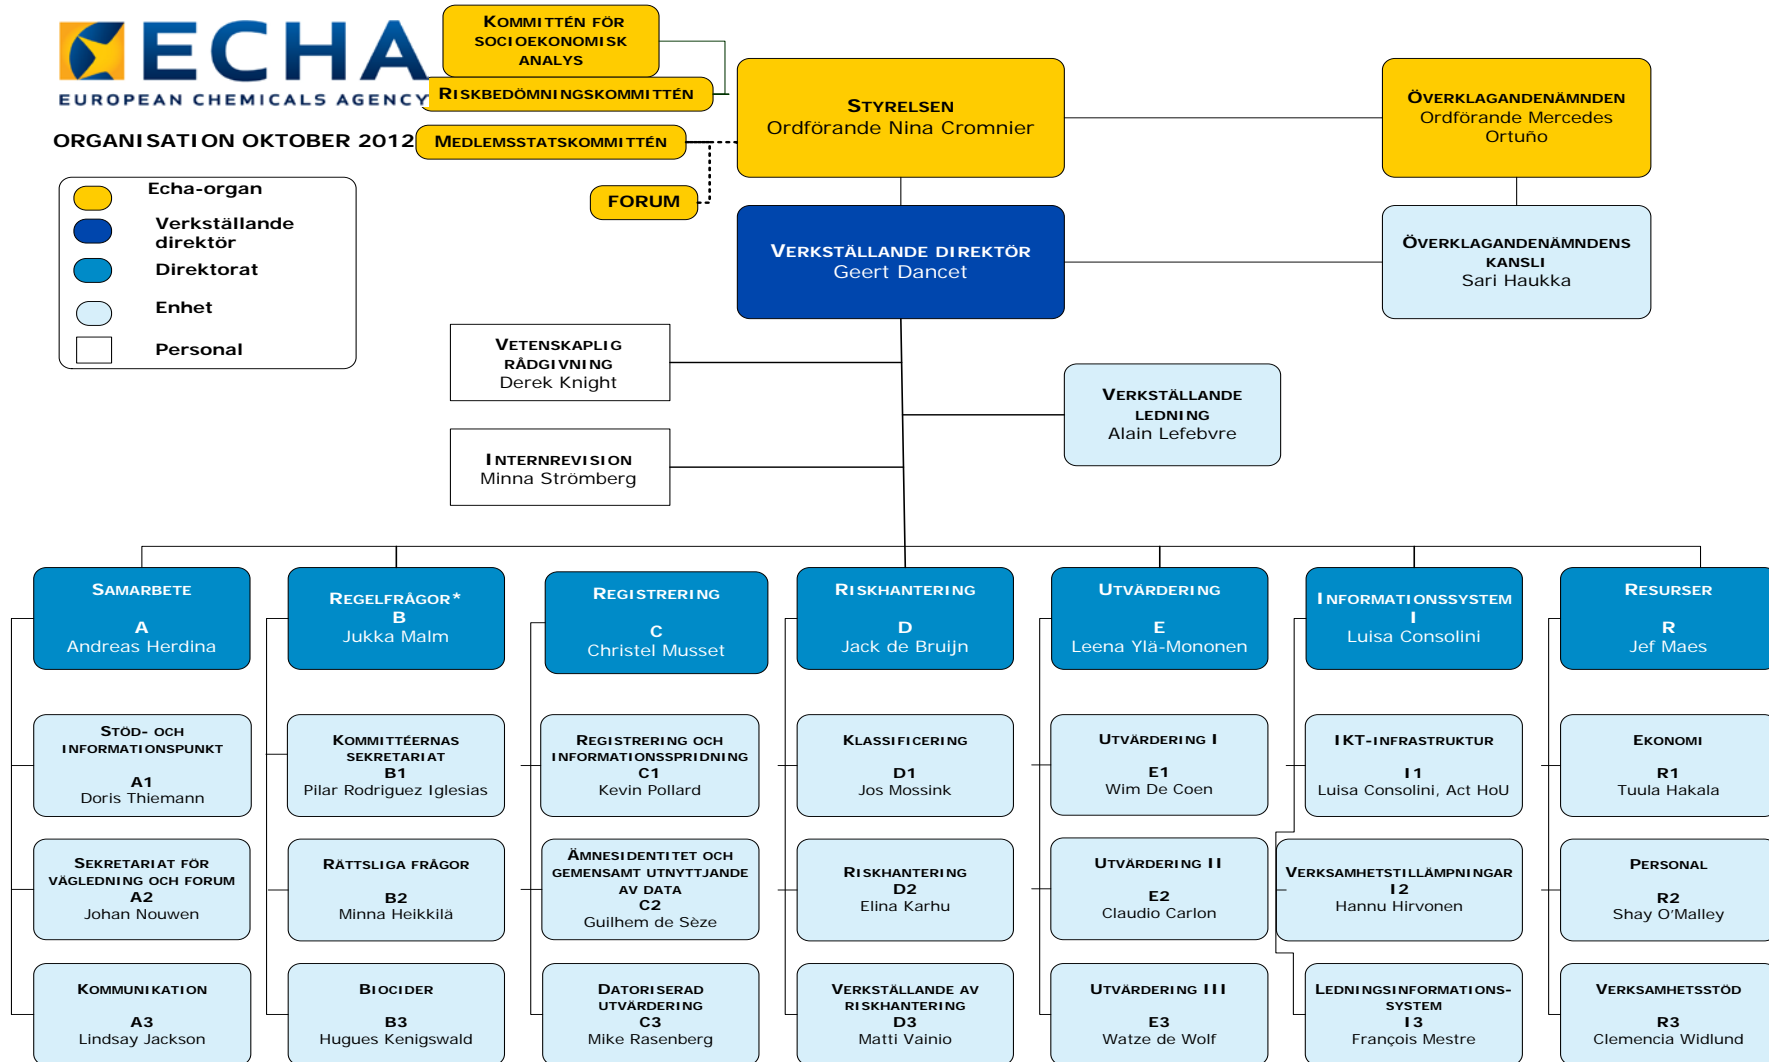 ECHA
EUROPEAN CHEMICALS AGENCY
ORGANISATION OKTOBER 2012
Echa-organ
Verkställande
direktör
Direktorat
Enhet
Personal
KOMMITTÉN FÖR
SOCIOEKONOMISK
ANALYS
RISKBEDÖMNINGSKOMMITTÉN
MEDLEMSSTATSKOMMITTÉN
FORUM
STYRELSEN
Ordförande Nina Cromnier
ÖVERKLAGANDENÄMNDEN
Ordförande Mercedes
Ortuño
VERKSTÄLLANDE DIREKTÖR
Geert Dancet
ÖVERKLAGANDENÄMNDENS
KANSLI
Sari Haukka
VETENSKAPLIG
RÅDGIVNING
Derek Knight
VERKSTÄLLANDE
LEDNING
Alain Lefebvre
INTERNREVISION
Minna Strömberg
SAMARBETE
A
Andreas Herdina
REGELFRÅGOR*
B
Jukka Malm
REGISTRERING
C
Christel Musset
RISKHANTERING
D
Jack de Bruijn
UTVÄRDERING
E
Leena Ylä-Mononen
INFORMATIONSSYSTEM
I
Luisa Consolini
RESURSER
R
Jef Maes
STÖD- OCH
INFORMATIONSPUNKT
A1
Doris Thiemann
KOMMITTÉERNAS
SEKRETARIAT
B1
Pilar Rodriguez Iglesias
REGISTRERING OCH
INFORMATIONSSPRIDNING
C1
Kevin Pollard
KLASSIFICERING
D1
Jos Mossink
UTVÄRDERING I
E1
Wim De Coen
IKT-INFRASTRUKTUR
I1
Luisa Consolini, Act HoU
EKONOMI
R1
Tuula Hakala
SEKRETARIAT FÖR
VÄGLEDNING OCH FORUM
A2
Johan Nouwen
RÄTTSLIGA FRÅGOR
B2
Minna Heikkilä
ÄMNESIDENTITET OCH
GEMENSAMT UTNYTTJANDE
AV DATA
C2
Guilhem de Sèze
RISKHANTERING
D2
Elina Karhu
UTVÄRDERING II
E2
Claudio Carlon
VERKSAMHETSTILLÄMPNINGAR
I2
Hannu Hirvonen
PERSONAL
R2
Shay O'Malley
KOMMUNIKATION
A3
Lindsay Jackson
BIOCIDER
B3
Hugues Kenigswald
DATORISERAD
UTVÄRDERING
C3
Mike Rasenberg
VERKSTÄLLANDE AV
RISKHANTERING
D3
Matti Vainio
UTVÄRDERING III
E3
Watze de Wolf
LEDNINGSINFORMATIONS-
SYSTEM
I3
François Mestre
VERKSAMHETSSTÖD
R3
Clemencia Widlund